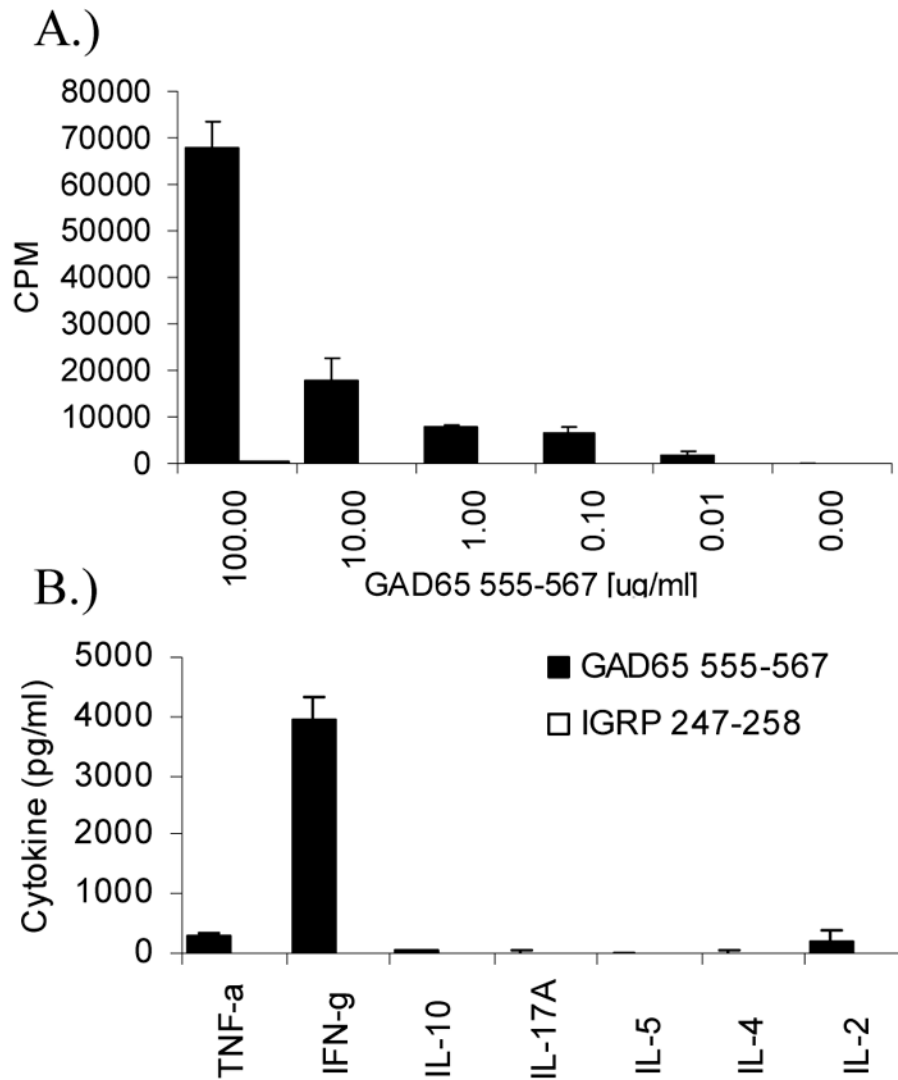 A.)
80000
70000
60000
50000
40000
30000
20000
10000
0
CPM
100.00
10.00
1.00
0.10
0.01
0.00
GAD65 555-567 [ug/ml]
B.)
5000
4000
3000
2000
1000
0
Cytokine (pg/ml)
GAD65 555-567
IGRP 247-258
TNF-a
IFN-g
IL-10
IL-17A
IL-5
IL-4
IL-2